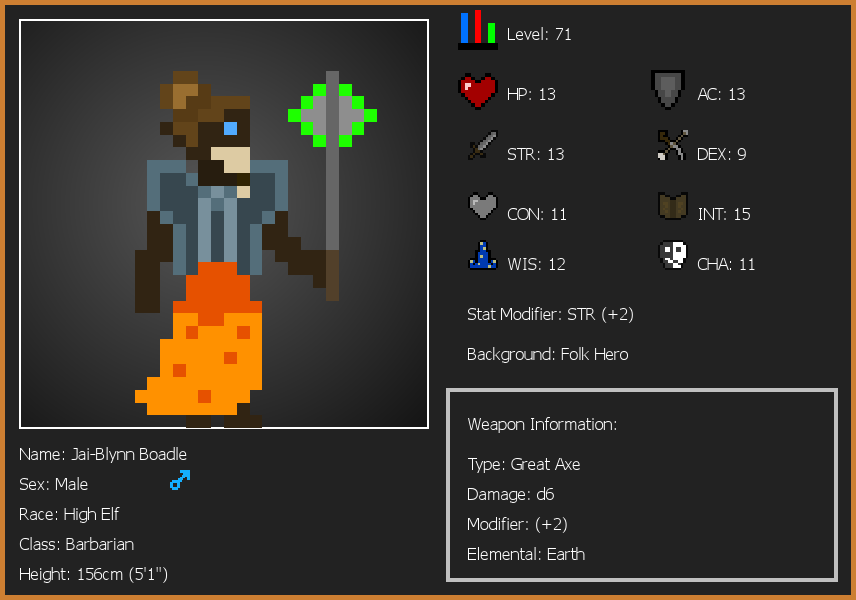 Level: 71
HP: 13
AC: 13
STR: 13
DEX: 9
CON: 11
INT: 15
WIS: 12
CHA: 11
Stat Modifier: STR (+2)
Background: Folk Hero
Weapon Information:
Type: Great Axe
Damage: d6
Modifier: (+2)
Elemental: Earth
Name: Jai-Blynn Boadle
Sex: Male
Race: High Elf
Class: Barbarian
Height: 156cm (5'1")